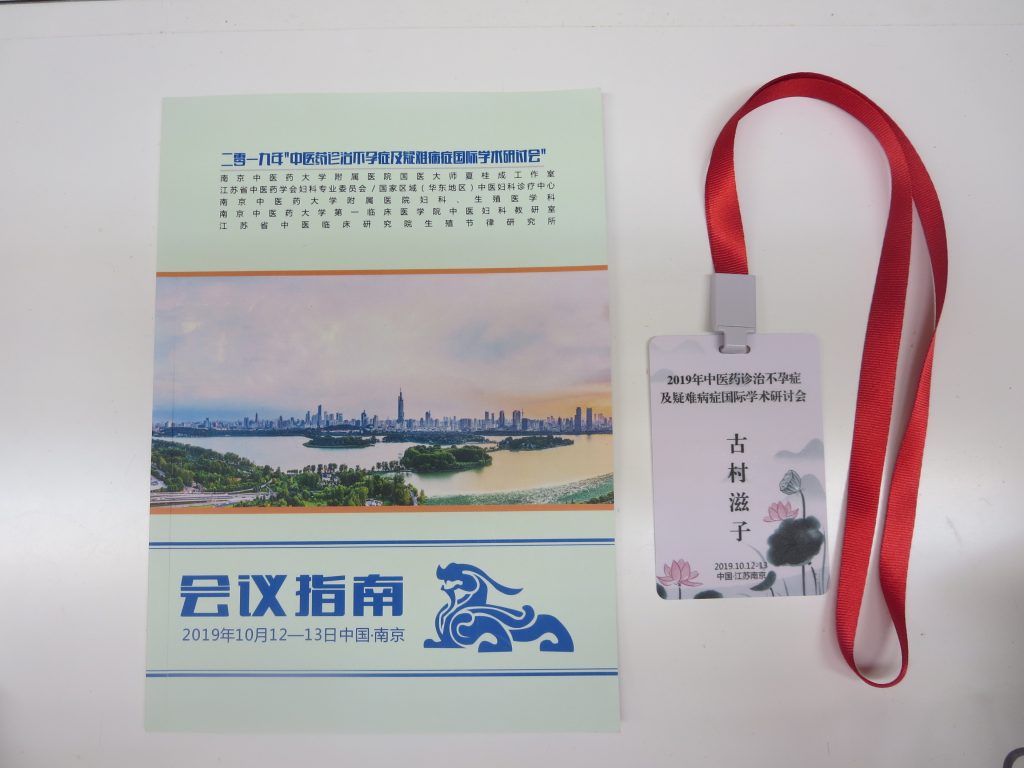 二零一九年"中医药诊治不孕症及疑难病症国际学术研讨会"
南京中医药大学附属医院国医大师夏桂成工作室
江苏省中医药学会妇科专业委员会/国家区域（华东地区）中医妇科诊疗中心
南京中医药大学附属医院妇科、生殖医学科
南京中医药大学第一临床医学院中医妇科教研室
江苏省中医临床研究院生殖节律研究所
会议指南
2019年10月12—13日中国·南京
2019年中医药诊治不孕症
及疑难病症国际学术研讨会
古村滋子
2019.10.12-13
中国·江苏南京